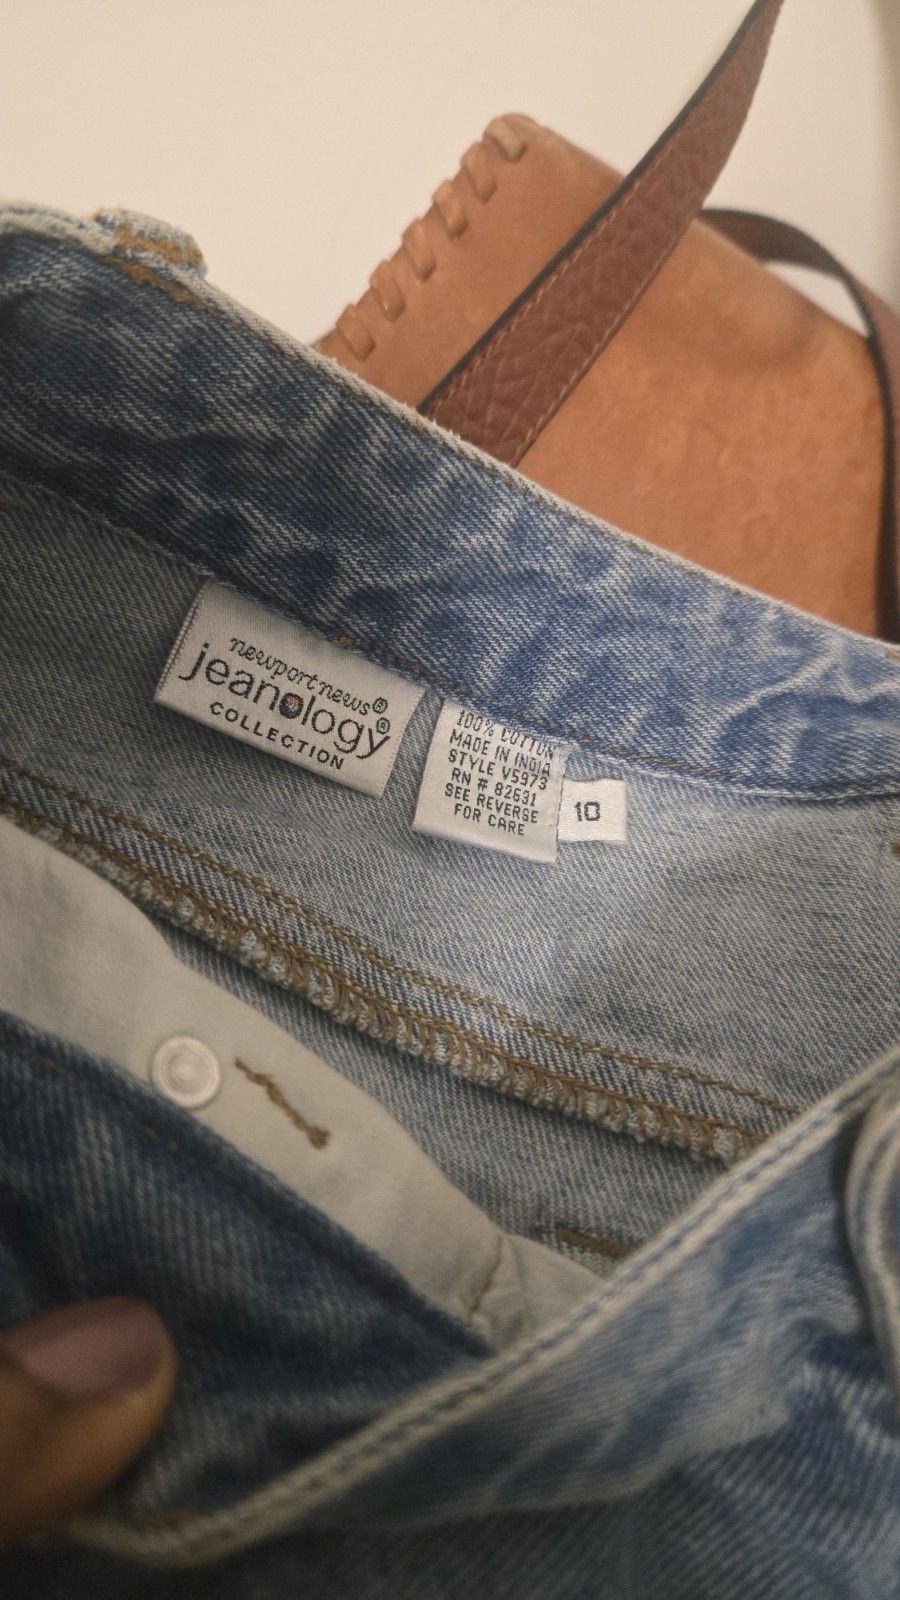 newport news®
jeanology®
COLLECTION
100% COTTON
MADE IN INDIA
STYLE V5973
RN # 82631
SEE REVERSE
FOR CARE
10